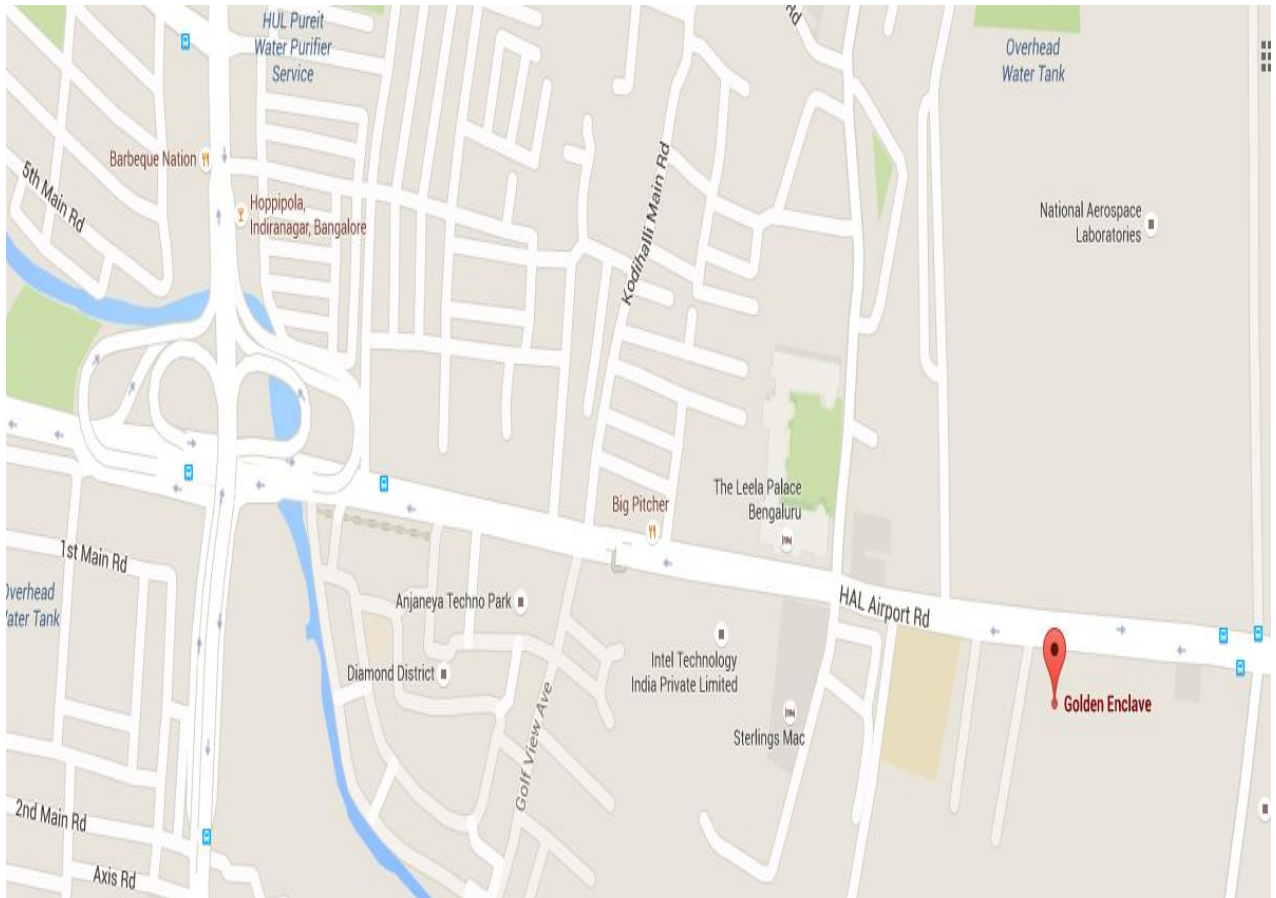 HUL Pureit
Water Purifier
Service
Rd
Overhead
Water Tank
Barbeque Nation
5th Main Rd
Hoppipola,
Indiranagar, Bangalore
Kodihalli Main Rd
National Aerospace
Laboratories
The Leela Palace
Bengaluru
Big Pitcher
1st Main Rd
Overhead
Water Tank
HAL Airport Rd
Anjaneya Techno Park
Intel Technology
India Private Limited
Diamond District
Golf View Ave
Golden Enclave
Sterlings Mac
2nd Main Rd
Axis Rd